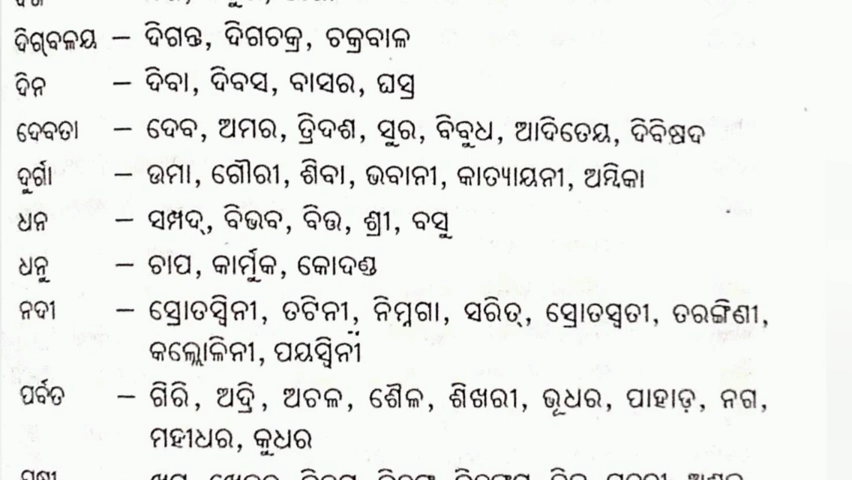 ଦିଗ୍‌ବଳୟ – ଦିଗନ୍ତ, ଦିଗଚକ୍ର, ଚକ୍ରବାଳ
ଦିନ – ଦିବା, ଦିବସ, ବାସର, ଘସ୍ର
ଦେବତା – ଦେବ, ଅମର, ତ୍ରିଦଶ, ସୁର, ବିବୁଧ, ଆଦିତେୟ, ଦିବିଷଦ
ଦୁର୍ଗା – ଉମା, ଗୌରୀ, ଶିବା, ଭବାନୀ, କାତ୍ୟାୟନୀ, ଅମ୍ବିକା
ଧନ – ସମ୍ପଦ୍, ବିଭବ, ବିତ୍ତ, ଶ୍ରୀ, ବସୁ
ଧନୁ – ଚାପ, କାର୍ମୁକ, କୋଦଣ୍ଡ
ନଦୀ – ସ୍ରୋତସ୍ୱିନୀ, ତଟିନୀ, ନିମ୍ନଗା, ସରିତ୍, ସ୍ରୋତସ୍ୱତୀ, ତରଙ୍ଗିଣୀ,
କଲ୍ଲୋଳିନୀ, ପୟସ୍ୱିନୀ
ପର୍ବତ – ଗିରି, ଅଦ୍ରି, ଅଚଳ, ଶୈଳ, ଶିଖରୀ, ଭୂଧର, ପାହାଡ଼, ନଗ,
ମହୀଧର, କୁଧର